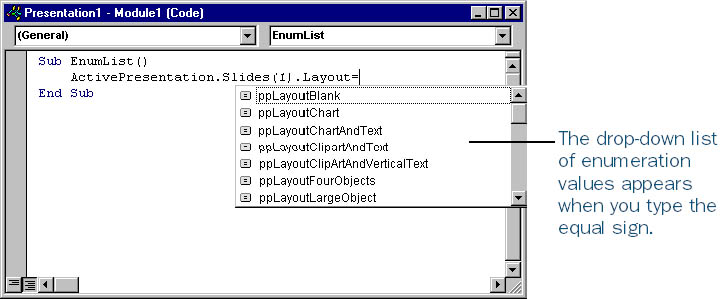 Presentation1 - Module1 (Code)
(General)
EnumList
Sub EnumList()
ActivePresentation.Slides(1).Layout=
End Sub
ppLayoutBlank
ppLayoutChart
ppLayoutChartAndText
ppLayoutClipartAndText
ppLayoutClipArtAndVerticalText
ppLayoutFourObjects
ppLayoutLargeObject
The drop-down list
of enumeration
values appears
when you type the
equal sign.